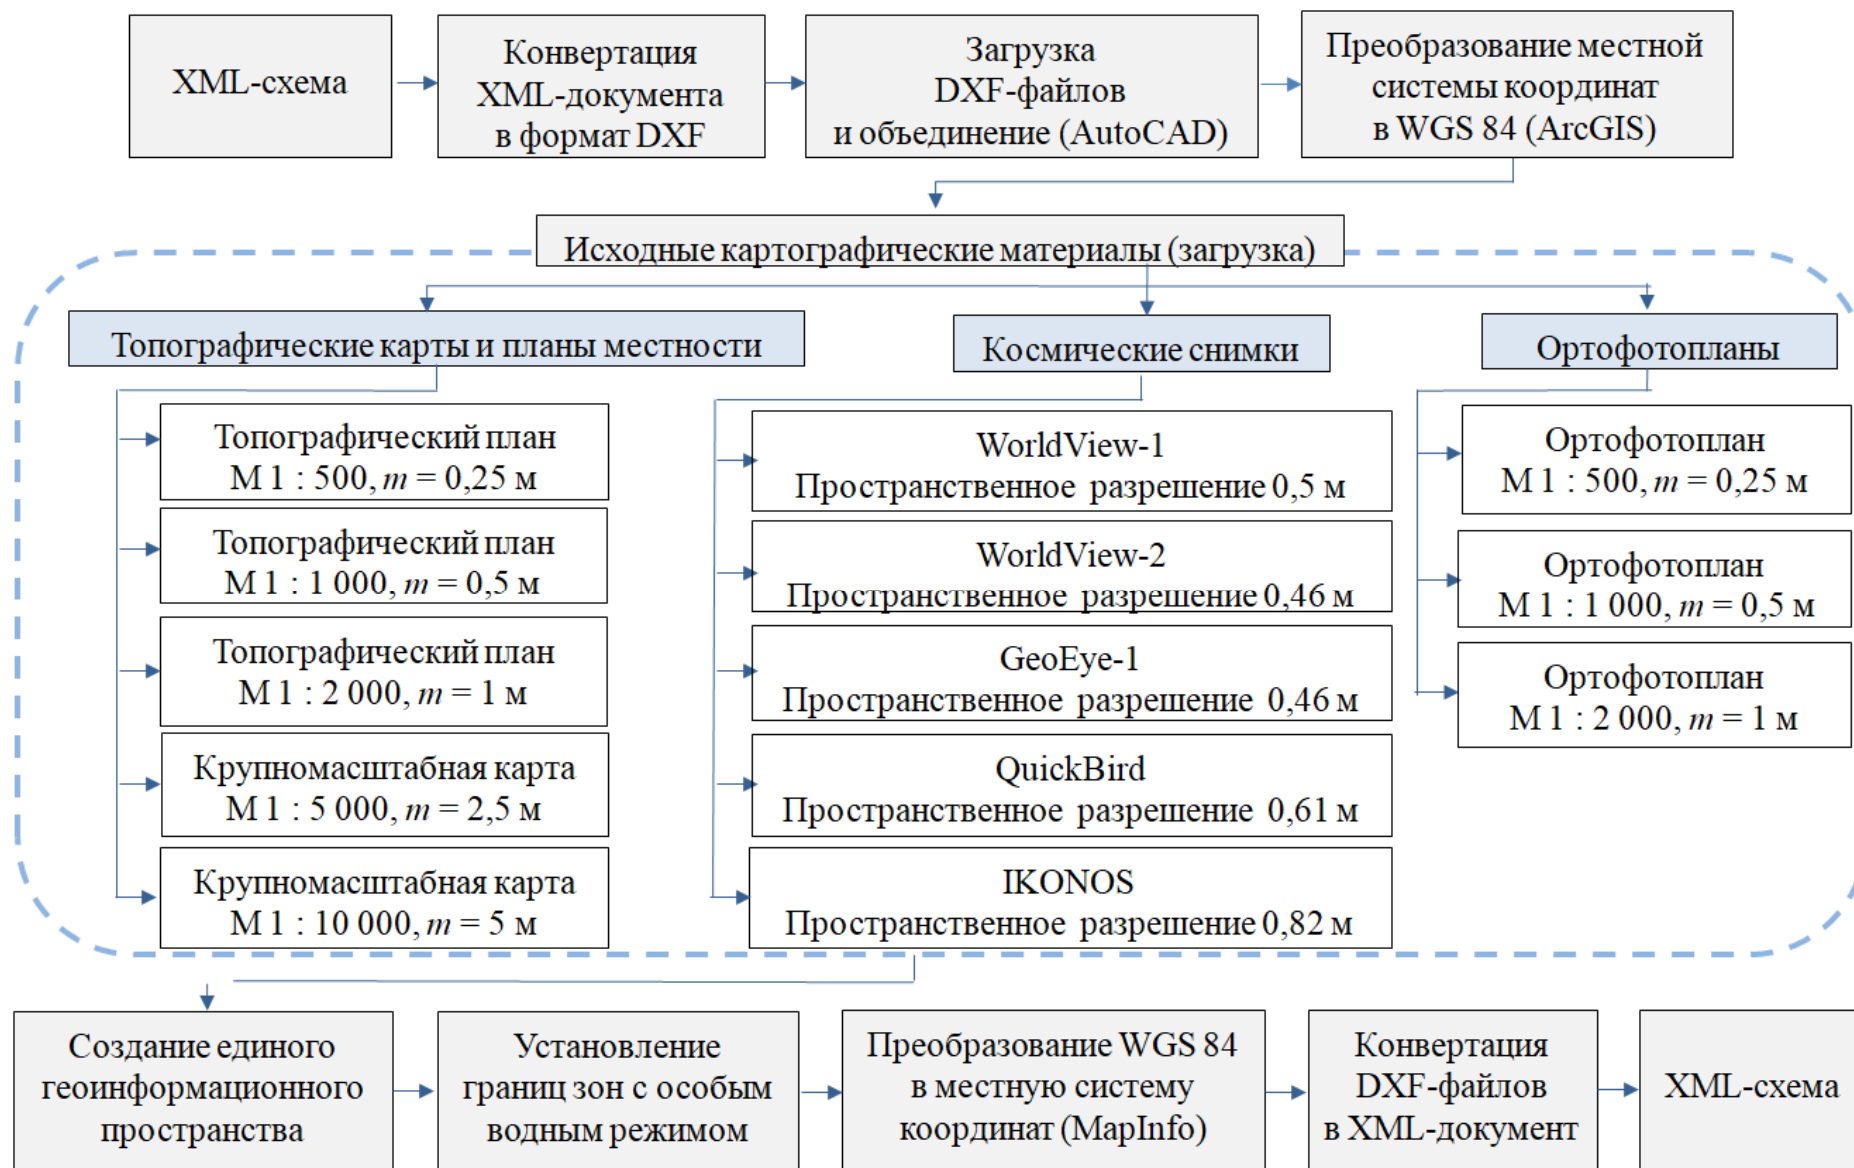 XML-схема
Конвертация
XML-документа
в формат DXF
Загрузка
DXF-файлов
и объединение (AutoCAD)
Преобразование местной
системы координат
в WGS 84 (ArcGIS)
Исходные картографические материалы (загрузка)
Топографические карты и планы местности
Топографический план
М 1 : 500, m = 0,25 м
Топографический план
М 1 : 1 000, m = 0,5 м
Топографический план
М 1 : 2 000, m = 1 м
Крупномасштабная карта
М 1 : 5 000, m = 2,5 м
Крупномасштабная карта
М 1 : 10 000, m = 5 м
Космические снимки
WorldView-1
Пространственное разрешение 0,5 м
WorldView-2
Пространственное разрешение 0,46 м
GeoEye-1
Пространственное разрешение 0,46 м
QuickBird
Пространственное разрешение 0,61 м
IKONOS
Пространственное разрешение 0,82 м
Ортофотопланы
Ортофотоплан
М 1 : 500, m = 0,25 м
Ортофотоплан
М 1 : 1 000, m = 0,5 м
Ортофотоплан
М 1 : 2 000, m = 1 м
Создание единого
геоинформационного
пространства
Установление
границ зон с особым
водным режимом
Преобразование WGS 84
в местную систему
координат (MapInfo)
Конвертация
DXF-файлов
в XML-документ
XML-схема